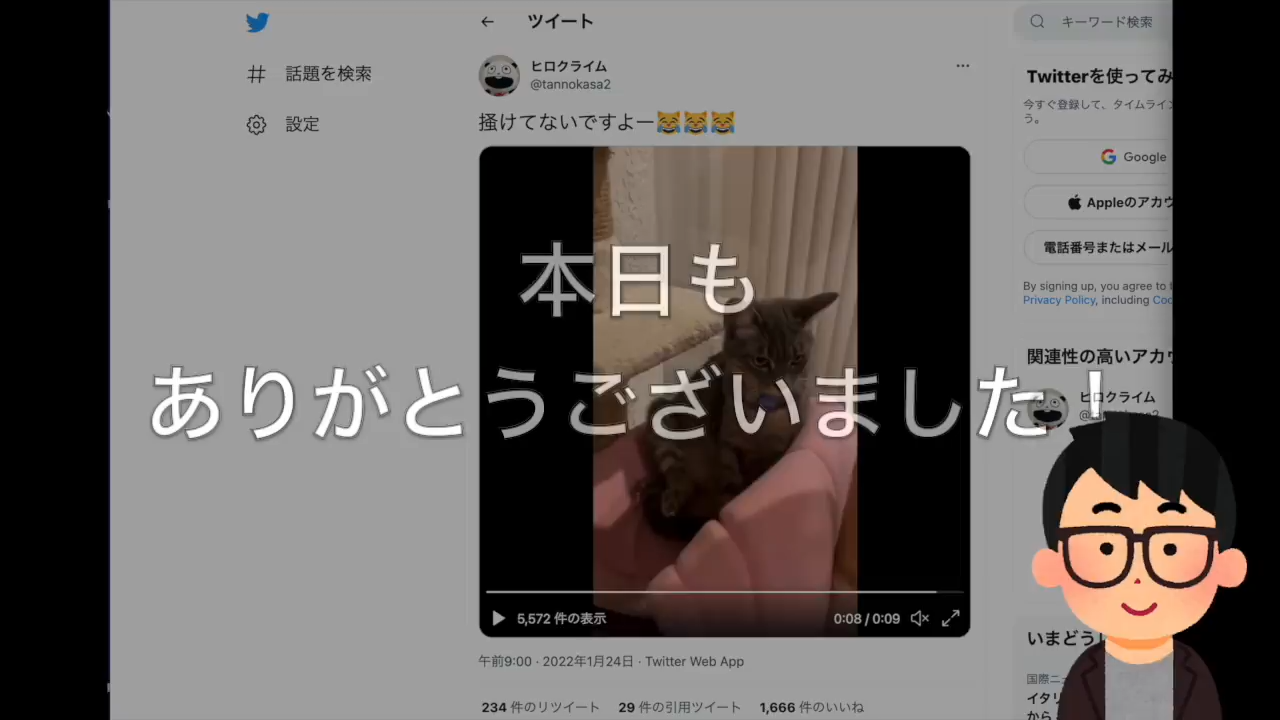 ツイート
キーワード検索
話題を検索
設定
ヒロクライム
@tannokasa2
掻けてないですよー😹😹😹
本日も
ありがとうございました！
5,572 件の表示
0:08 / 0:09
午前9:00 · 2022年1月24日 · Twitter Web App
234 件のリツイート 29 件の引用ツイート 1,666 件のいいね
Twitterを使ってみ
今すぐ登録して、タイムライン
う。
Google
Appleのアカウ
電話番号またはメール
By signing up, you agree to
Privacy Policy, including
関連性の高いアカウ
ヒロクライム
いまどう
国際ニ
イタリ
から